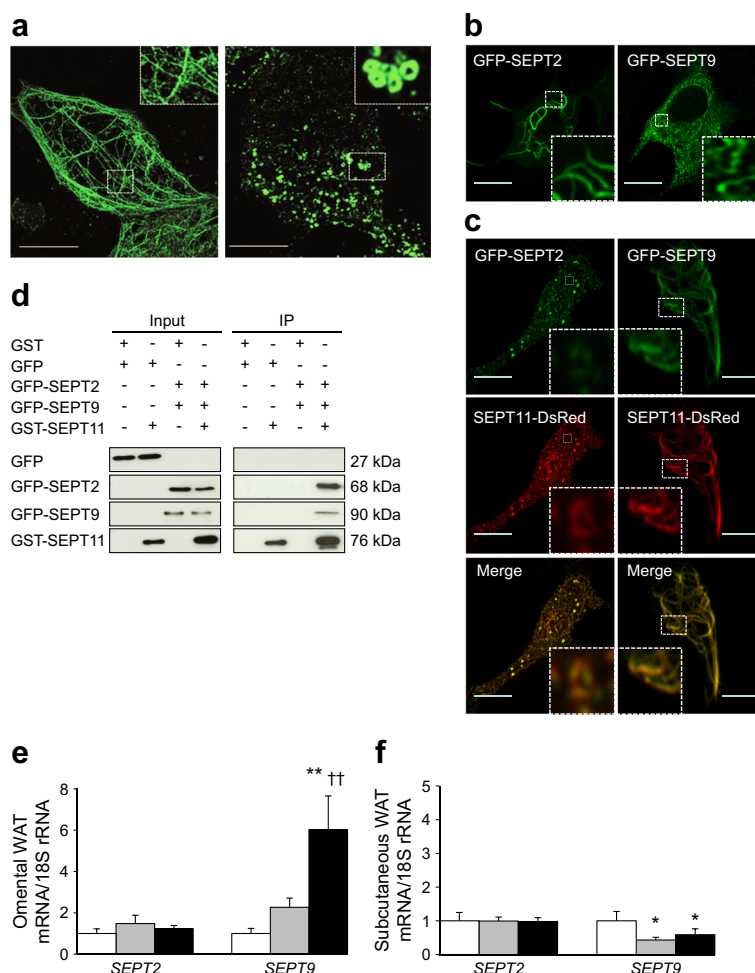 a
b
GFP-SEPT2
GFP-SEPT9
c
GFP-SEPT2
GFP-SEPT9
SEPT11-DsRed
SEPT11-DsRed
Merge
Merge
d
Input IP
GST + - + - + - + -
GFP + + - - + + - -
GFP-SEPT2 - - + + - - + +
GFP-SEPT9 - - + + - - + +
GST-SEPT11 - + - + - + - +
GFP 27 kDa
GFP-SEPT2 68 kDa
GFP-SEPT9 90 kDa
GST-SEPT11 76 kDa
e
Omental WAT
mRNA/18S rRNA
8
6
4
2
0
** ††
SEPT2 SEPT9
f
Subcutaneous WAT
mRNA/18S rRNA
5
4
3
2
1
0
* *
SEPT2 SEPT9